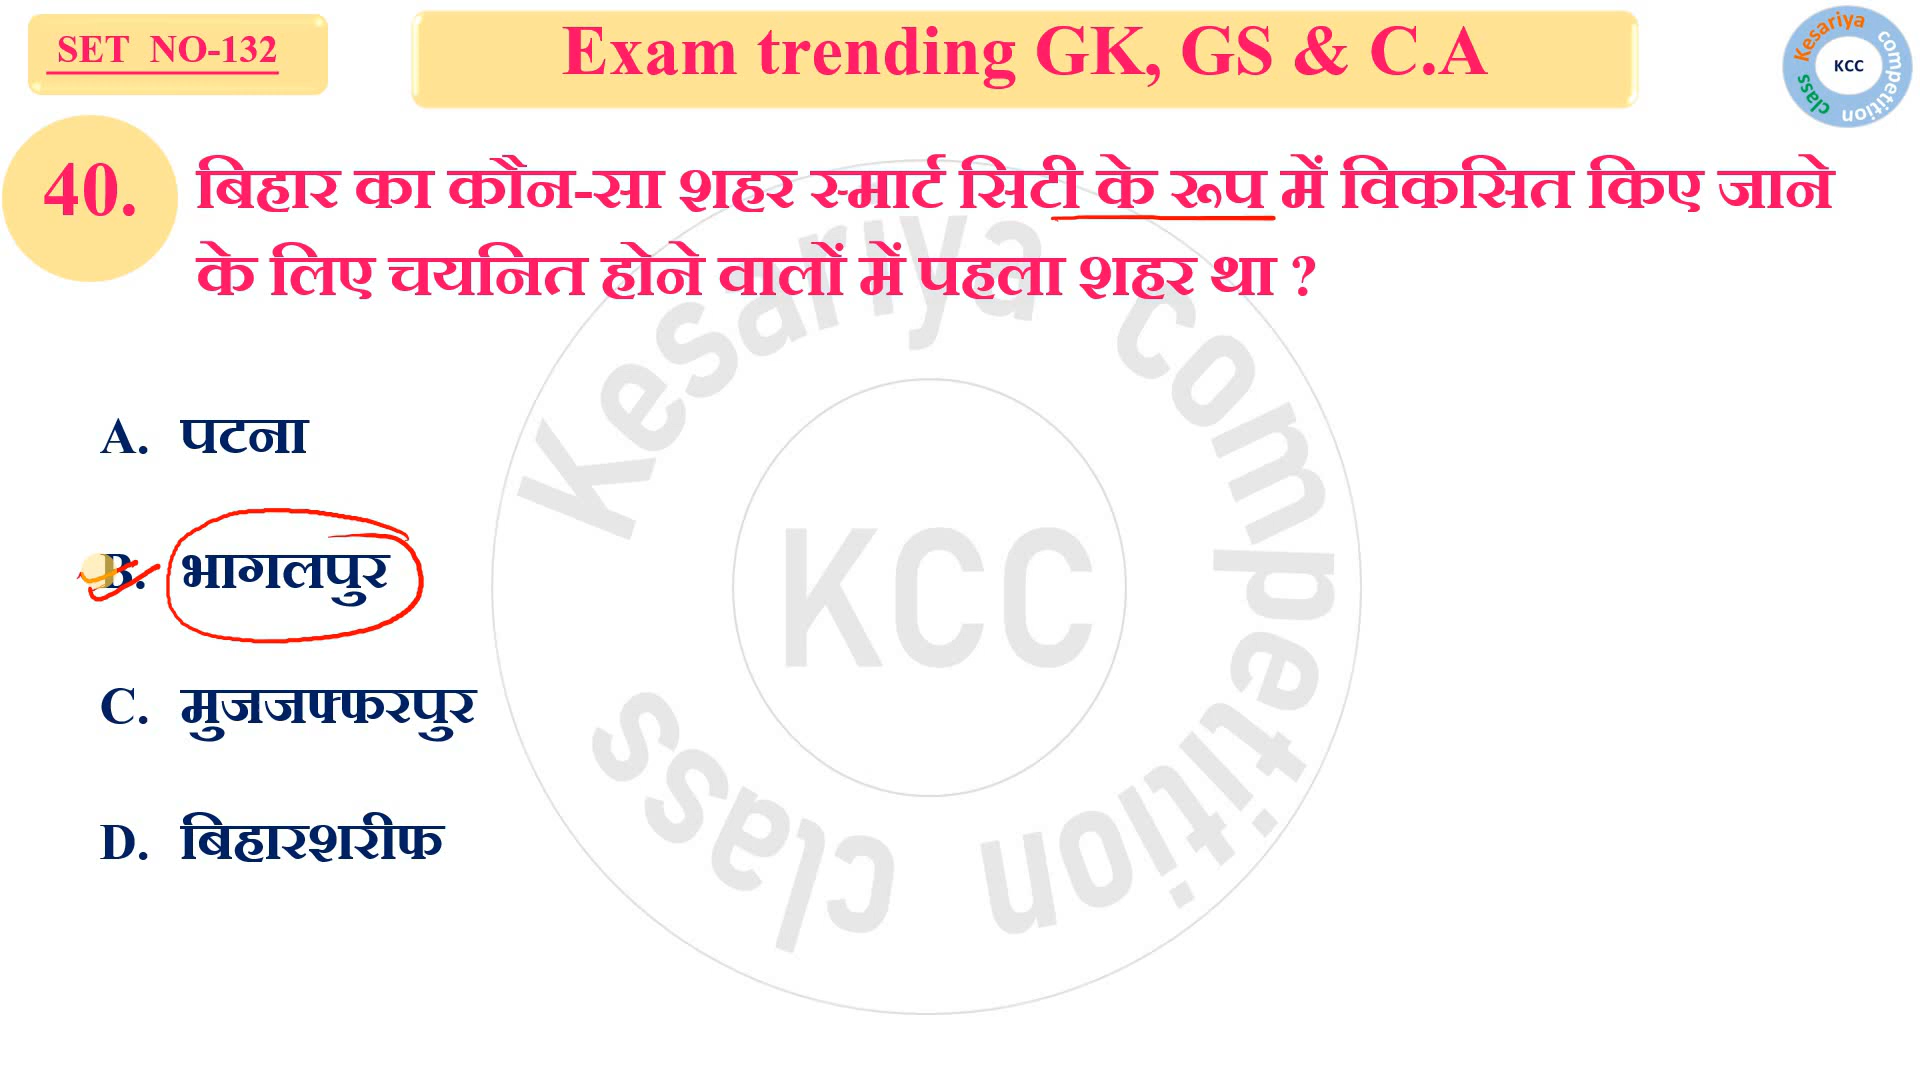 SET NO-132
Exam trending GK, GS & C.A
Kesariya competition class
KCC
40. बिहार का कौन-सा शहर स्मार्ट सिटी के रूप में विकसित किए जाने
के लिए चयनित होने वालों में पहला शहर था ?
A. पटना
B. भागलपुर
C. मुजजफ्फरपुर
D. बिहारशरीफ
Kesariya competition class
KCC